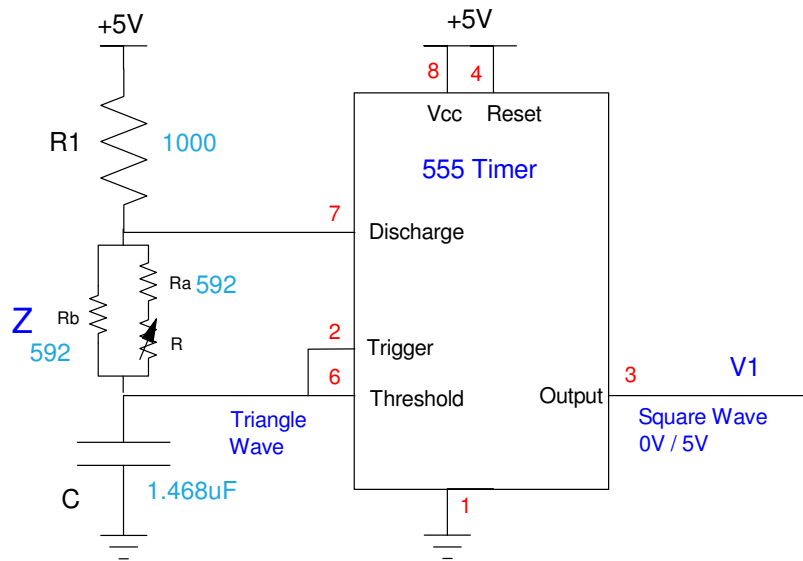 +5V
+5V
8
4
Vcc
Reset
R1
1000
555 Timer
7
Discharge
Ra
592
Rb
Z
592
R
2
Trigger
6
Threshold
Output
3
V1
Triangle
Wave
Square Wave
0V / 5V
C
1.468uF
1